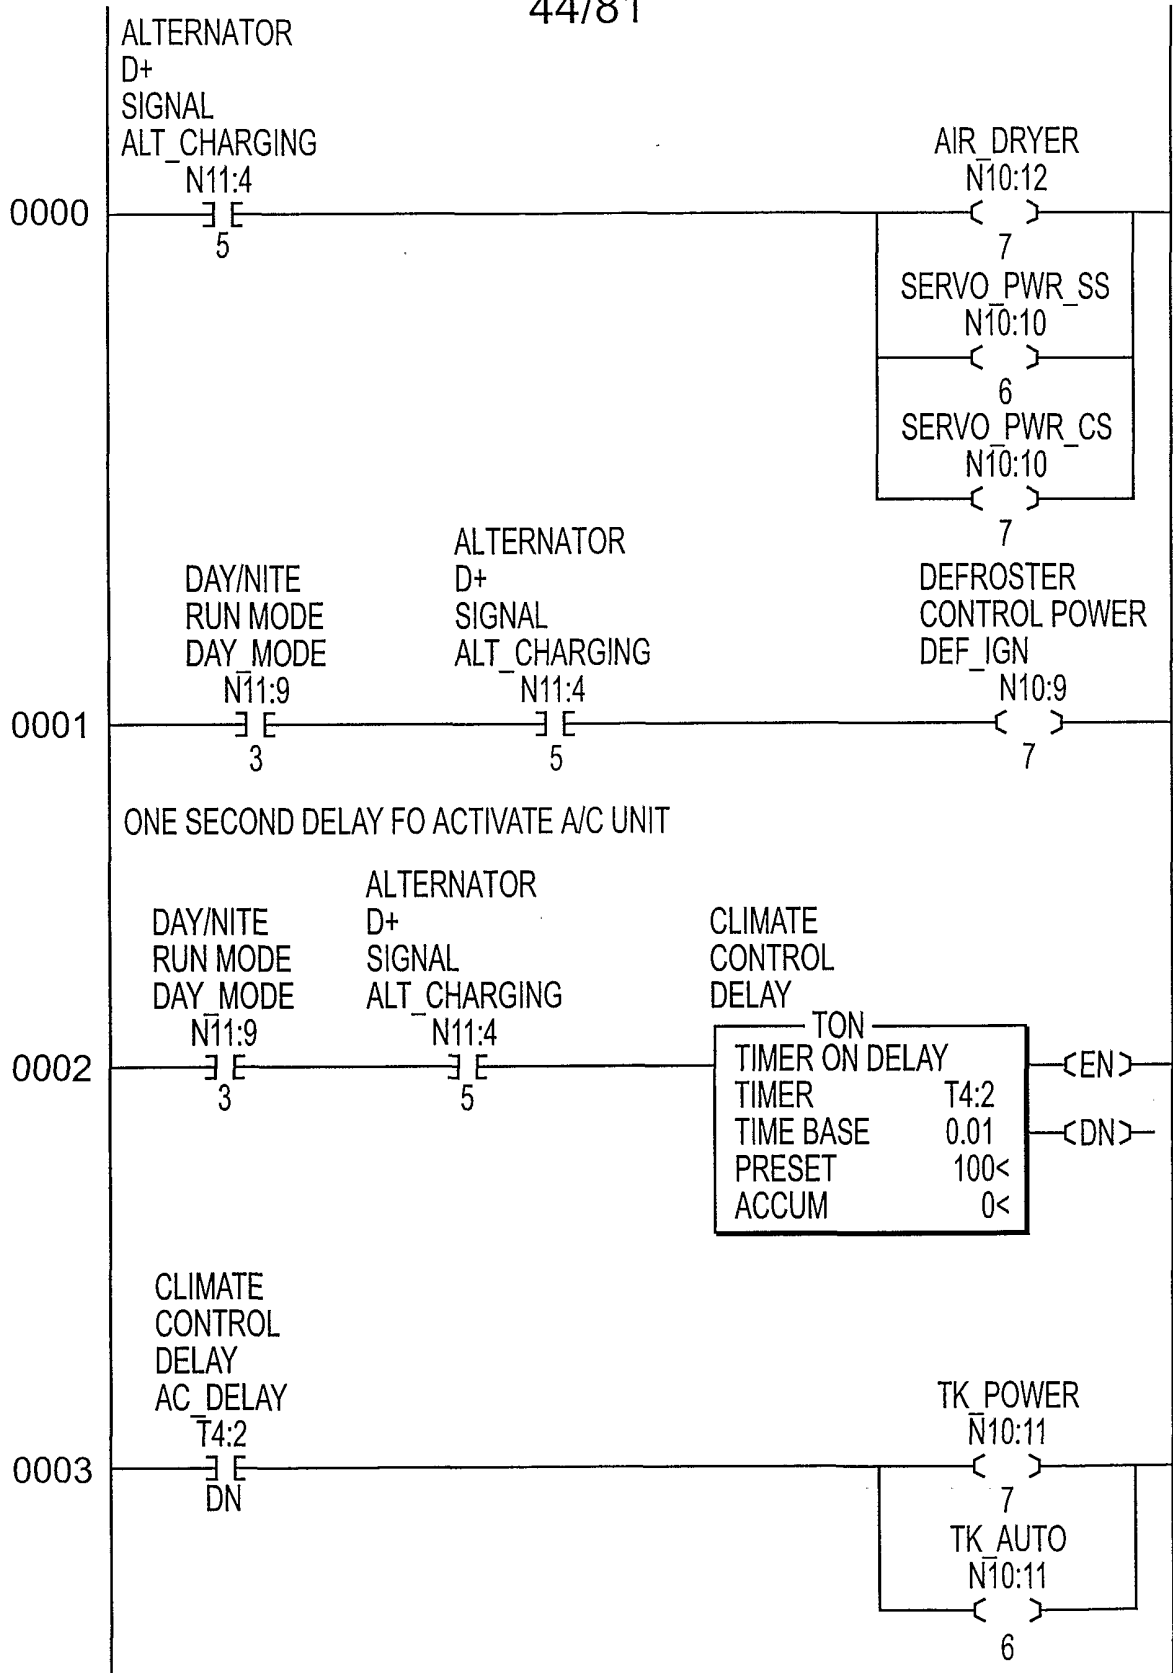 44/81
ALTERNATOR
D+
SIGNAL
ALT_CHARGING
N11:4
5
AIR_DRYER
N10:12
7
SERVO_PWR_SS
N10:10
6
SERVO_PWR_CS
N10:10
7
0000
DAY/NITE
RUN MODE
DAY_MODE
N11:9
3
ALTERNATOR
D+
SIGNAL
ALT_CHARGING
N11:4
5
DEFROSTER
CONTROL POWER
DEF_IGN
N10:9
7
0001
ONE SECOND DELAY FO ACTIVATE A/C UNIT
DAY/NITE
RUN MODE
DAY_MODE
N11:9
3
ALTERNATOR
D+
SIGNAL
ALT_CHARGING
N11:4
5
CLIMATE
CONTROL
DELAY
TON
TIMER ON DELAY
TIMER T4:2
TIME BASE 0.01
PRESET 100<
ACCUM 0<
EN
DN
0002
CLIMATE
CONTROL
DELAY
AC_DELAY
T4:2
DN
TK_POWER
N10:11
7
TK_AUTO
N10:11
6
0003